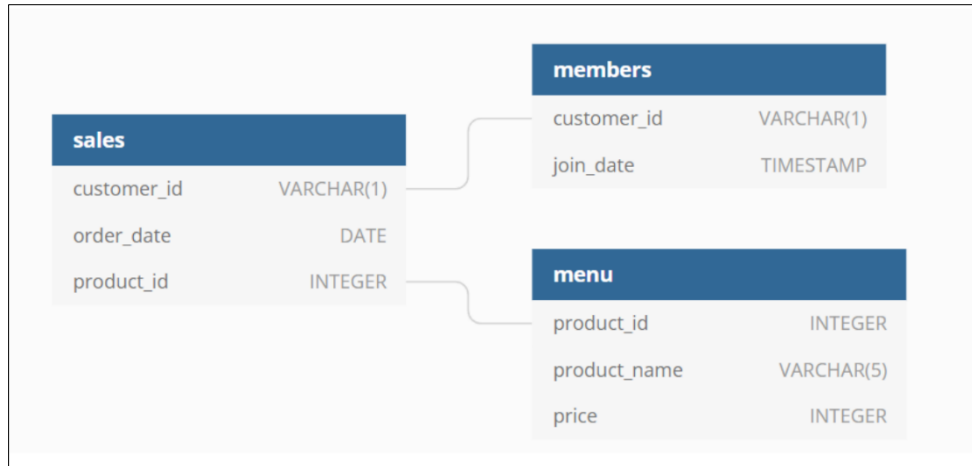 sales
customer_id VARCHAR(1)
order_date DATE
product_id INTEGER
members
customer_id VARCHAR(1)
join_date TIMESTAMP
menu
product_id INTEGER
product_name VARCHAR(5)
price INTEGER